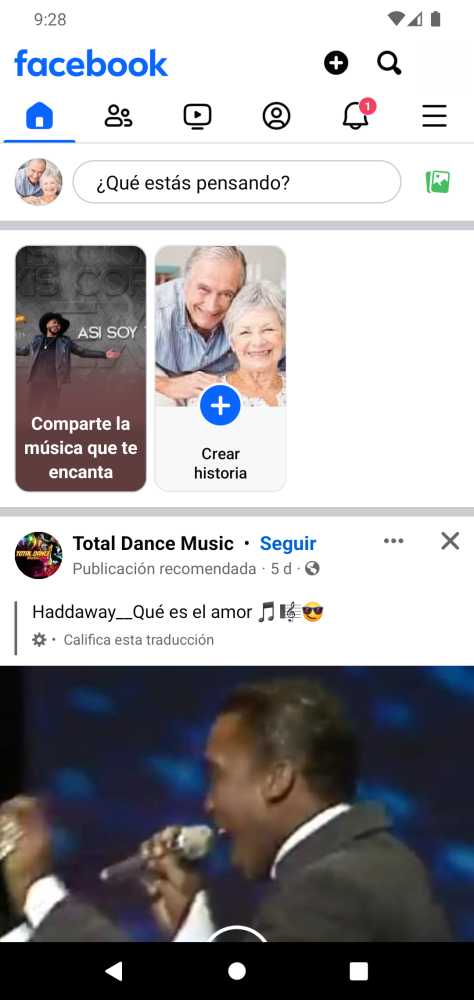 9:28
facebook
1
¿Qué estás pensando?
ASI SOY
Comparte la
música que te
encanta
Crear
historia
Total Dance Music • Seguir
Publicación recomendada · 5 d ·
Haddaway__Qué es el amor 🎵🎼😎
· Califica esta traducción